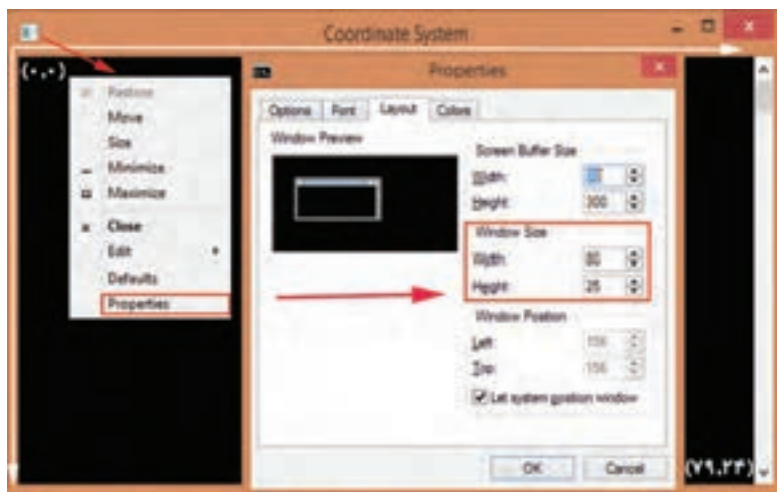 Coordinate System
(۰,۰)
Restore
Move
Size
Minimize
Maximize
Close
Edit
Defaults
Properties
Properties
Options Font Layout Colors
Window Preview
Screen Buffer Size
Width:
Height: 300
Window Size
Width: 80
Height: 25
Window Position
Left: 156
Top: 156
Let system position window
OK Cancel
(۷۹,۲۴)